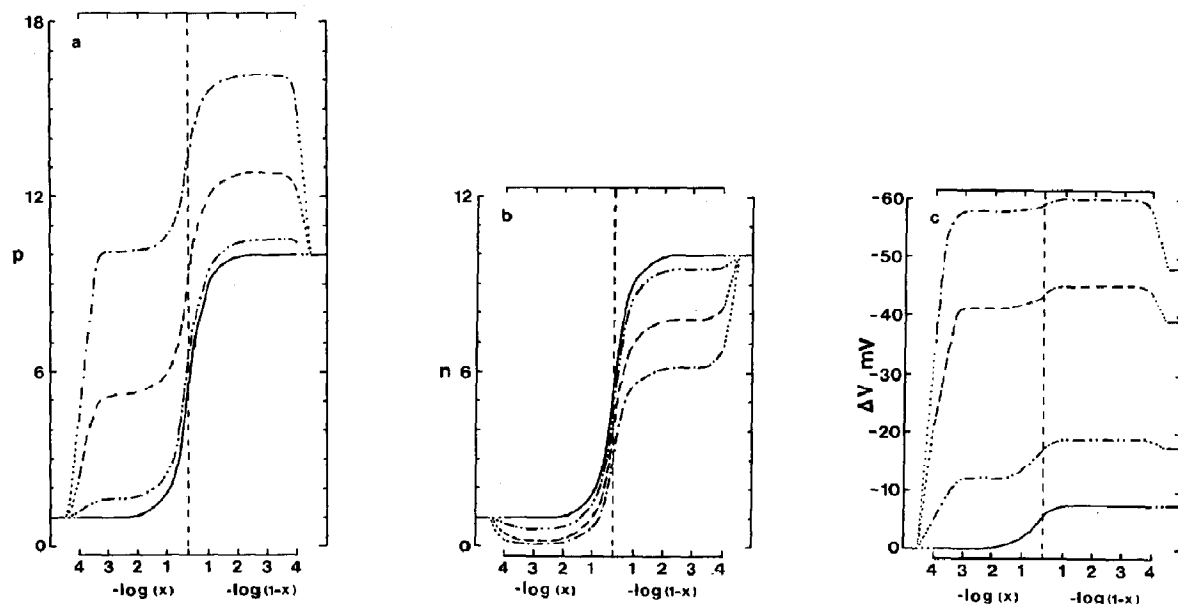 a
18
12
6
0
p
4 3 2 1 1 2 3 4
-log (x) -log(1-x)
b
12
6
0
n
4 3 2 1 1 2 3 .4
-log (x) -log(1-x)
c
-60
-50
-40
-30
-20
-10
0
ΔV mV
4 3 2 1 1 2 3 4
-log(x) -log(1-x)